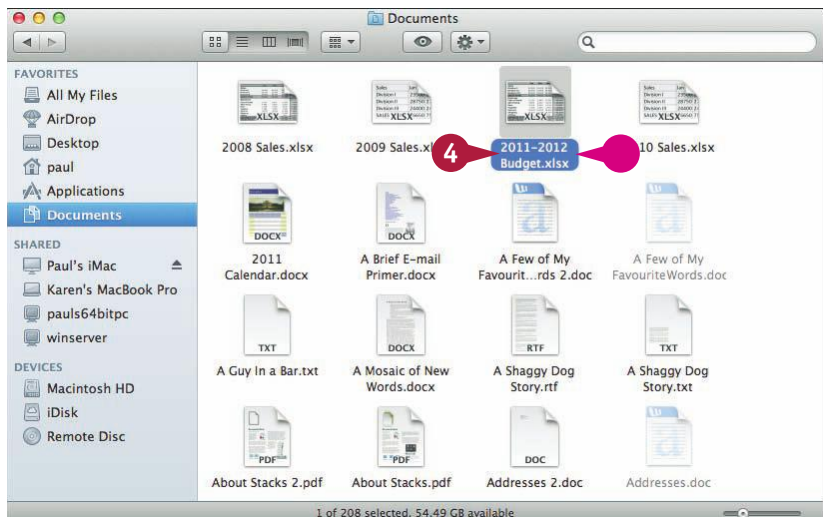 Documents
FAVORITES
All My Files
AirDrop
Desktop
paul
Applications
Documents
SHARED
Paul's iMac
Karen's MacBook Pro
pauls64bitpc
winserver
DEVICES
Macintosh HD
iDisk
Remote Disc
XLSX XLSX XLSX XLSX
2008 Sales.xlsx 2009 Sales.xl 2011-2012 10 Sales.xlsx
4
Budget.xlsx
DOCX DOCX
2011 A Brief E-mail A Few of My A Few of My
Calendar.docx Primer.docx Favourit...rds 2.doc FavouriteWords.doc
TXT DOCX RTF TXT
A Guy In a Bar.txt A Mosaic of New A Shaggy Dog A Shaggy Dog
Words.docx Story.rtf Story.txt
PDF PDF DOC
About Stacks 2.pdf About Stacks.pdf Addresses 2.doc Addresses.doc
1 of 208 selected, 54.49 GB available